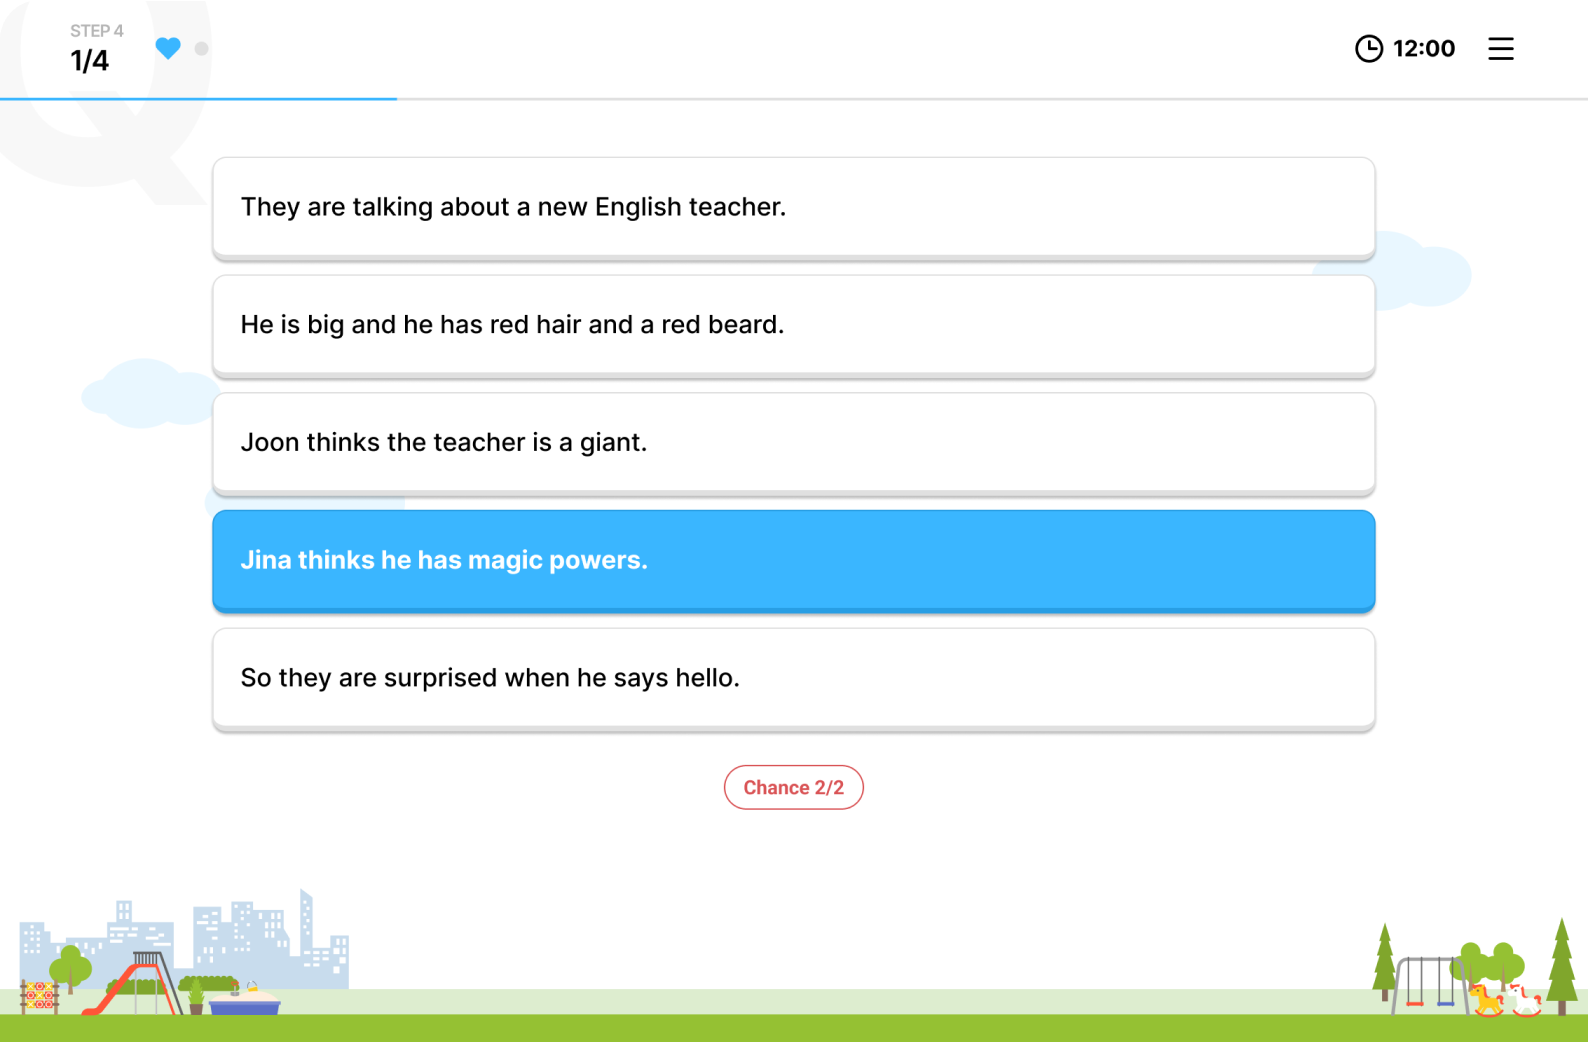 STEP 4
1/4
12:00
They are talking about a new English teacher.
He is big and he has red hair and a red beard.
Joon thinks the teacher is a giant.
Jina thinks he has magic powers.
So they are surprised when he says hello.
Chance 2/2